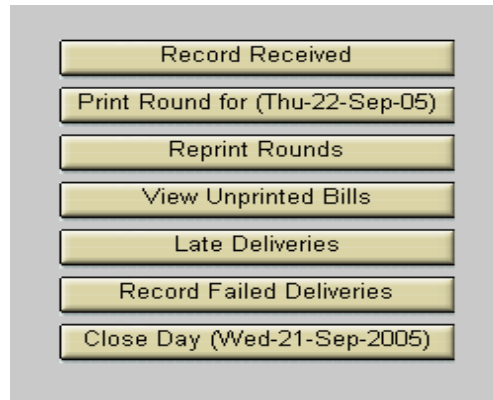 Record Received
Print Round for (Thu-22-Sep-05)
Reprint Rounds
View Unprinted Bills
Late Deliveries
Record Failed Deliveries
Close Day (Wed-21-Sep-2005)